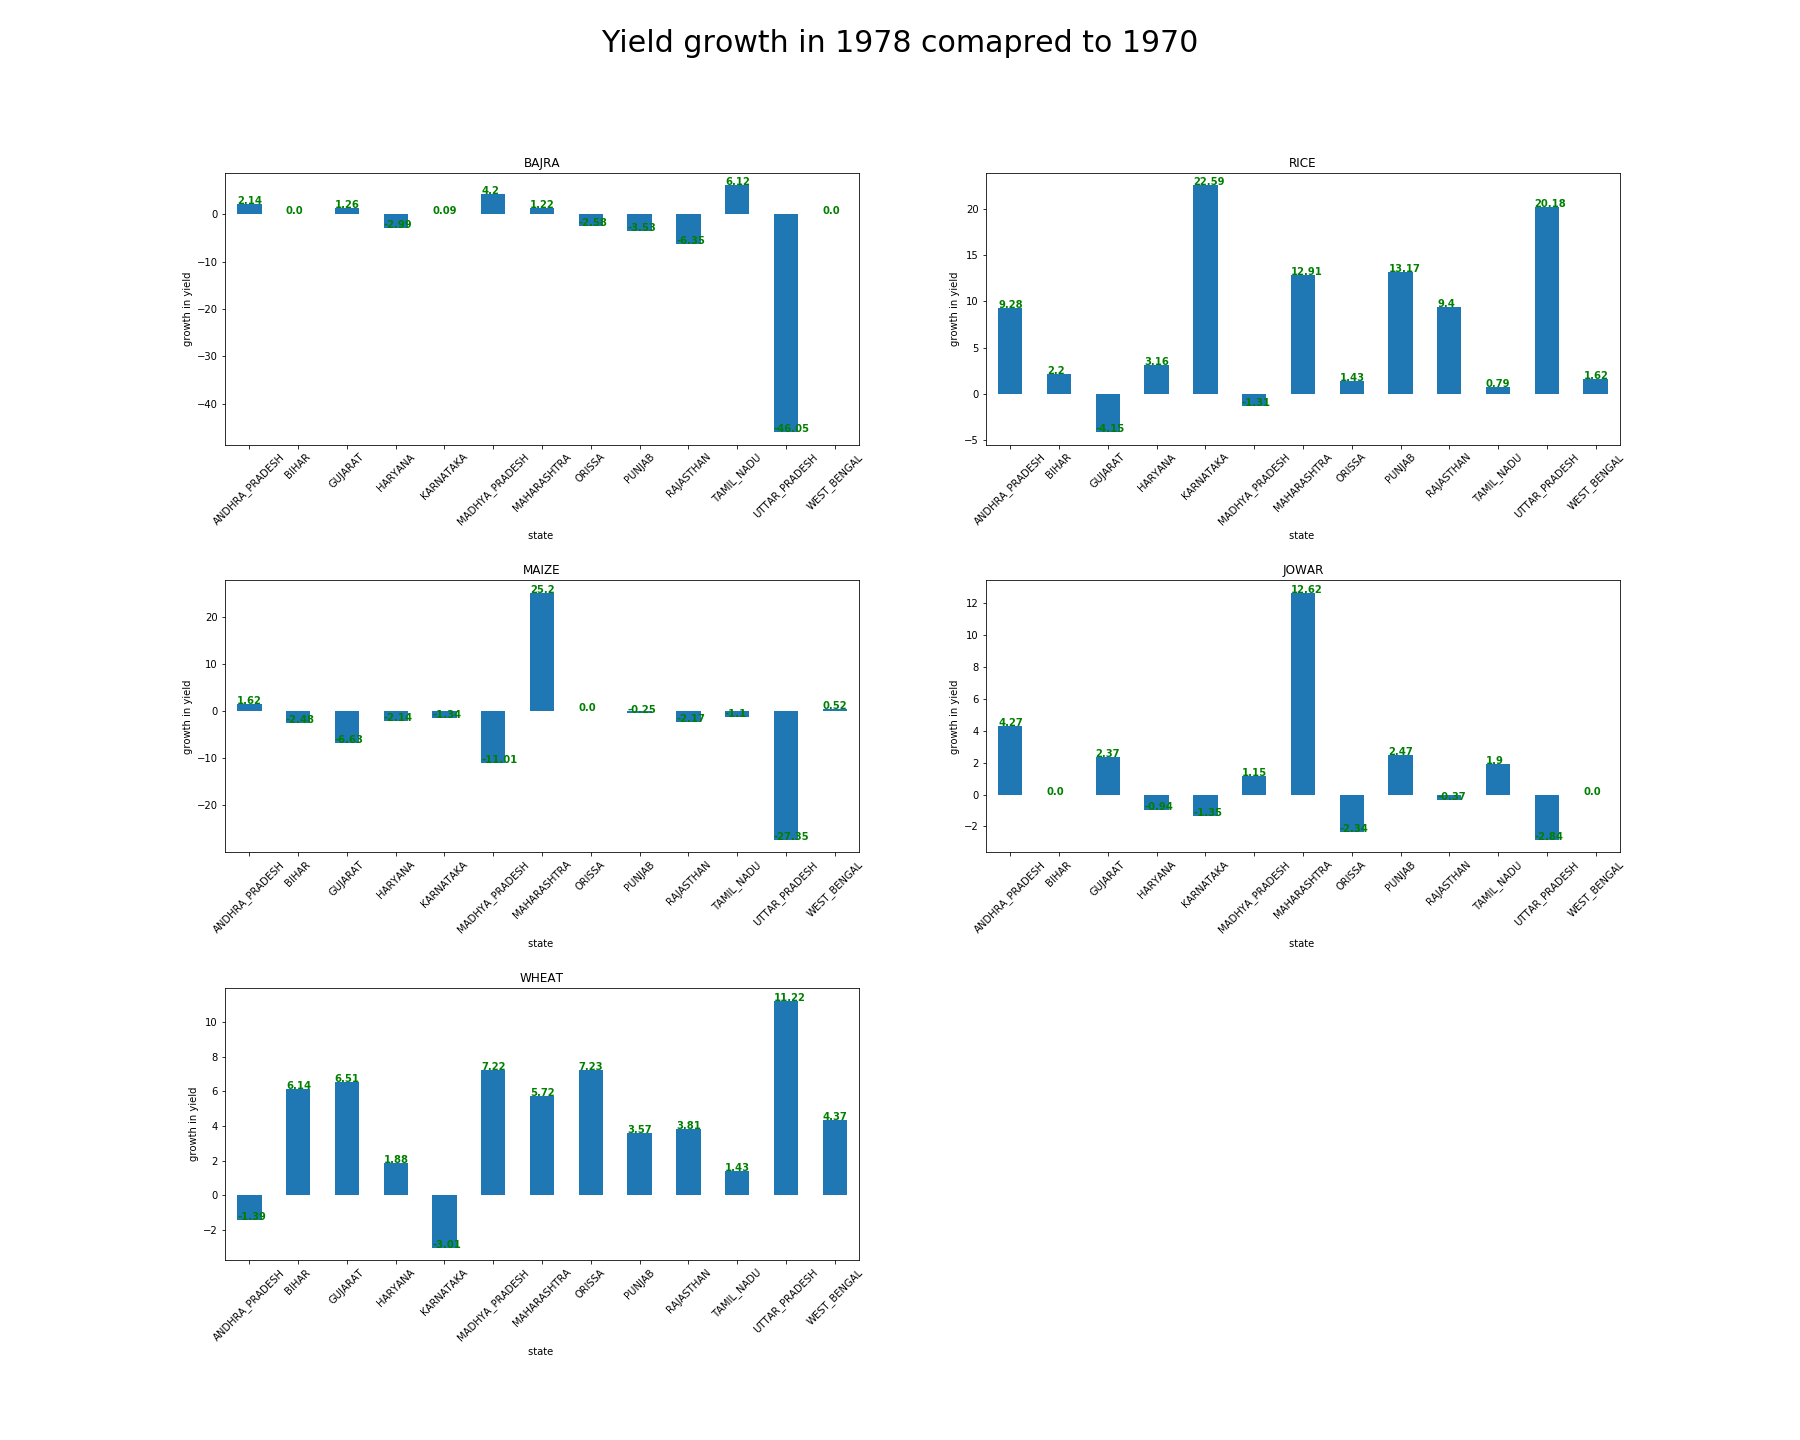 Yield growth in 1978 comapred to 1970
BAJRA
growth in yield
0
−10
−20
−30
−40
2.14
0.0
1.26
-2.99
0.09
4.2
1.22
-2.58
-3.53
-6.35
6.12
-46.05
0.0
ANDHRA_PRADESH
BIHAR
GUJARAT
HARYANA
KARNATAKA
MADHYA_PRADESH
MAHARASHTRA
ORISSA
PUNJAB
RAJASTHAN
TAMIL_NADU
UTTAR_PRADESH
WEST_BENGAL
state
RICE
growth in yield
20
15
10
5
0
−5
9.28
2.2
-4.15
3.16
22.59
-1.31
12.91
1.43
13.17
9.4
0.79
20.18
1.62
ANDHRA_PRADESH
BIHAR
GUJARAT
HARYANA
KARNATAKA
MADHYA_PRADESH
MAHARASHTRA
ORISSA
PUNJAB
RAJASTHAN
TAMIL_NADU
UTTAR_PRADESH
WEST_BENGAL
state
MAIZE
growth in yield
20
10
0
−10
−20
1.62
-2.48
-6.63
-2.14
-1.34
-11.01
25.2
0.0
-0.25
-2.17
-1.1
-27.35
0.52
ANDHRA_PRADESH
BIHAR
GUJARAT
HARYANA
KARNATAKA
MADHYA_PRADESH
MAHARASHTRA
ORISSA
PUNJAB
RAJASTHAN
TAMIL_NADU
UTTAR_PRADESH
WEST_BENGAL
state
JOWAR
growth in yield
12
10
8
6
4
2
0
−2
4.27
0.0
2.37
-0.94
-1.35
1.15
12.62
-2.34
2.47
-0.37
1.9
-2.84
0.0
ANDHRA_PRADESH
BIHAR
GUJARAT
HARYANA
KARNATAKA
MADHYA_PRADESH
MAHARASHTRA
ORISSA
PUNJAB
RAJASTHAN
TAMIL_NADU
UTTAR_PRADESH
WEST_BENGAL
state
WHEAT
growth in yield
10
8
6
4
2
0
−2
-1.39
6.14
6.51
1.88
-3.01
7.22
5.72
7.23
3.57
3.81
1.43
11.22
4.37
ANDHRA_PRADESH
BIHAR
GUJARAT
HARYANA
KARNATAKA
MADHYA_PRADESH
MAHARASHTRA
ORISSA
PUNJAB
RAJASTHAN
TAMIL_NADU
UTTAR_PRADESH
WEST_BENGAL
state